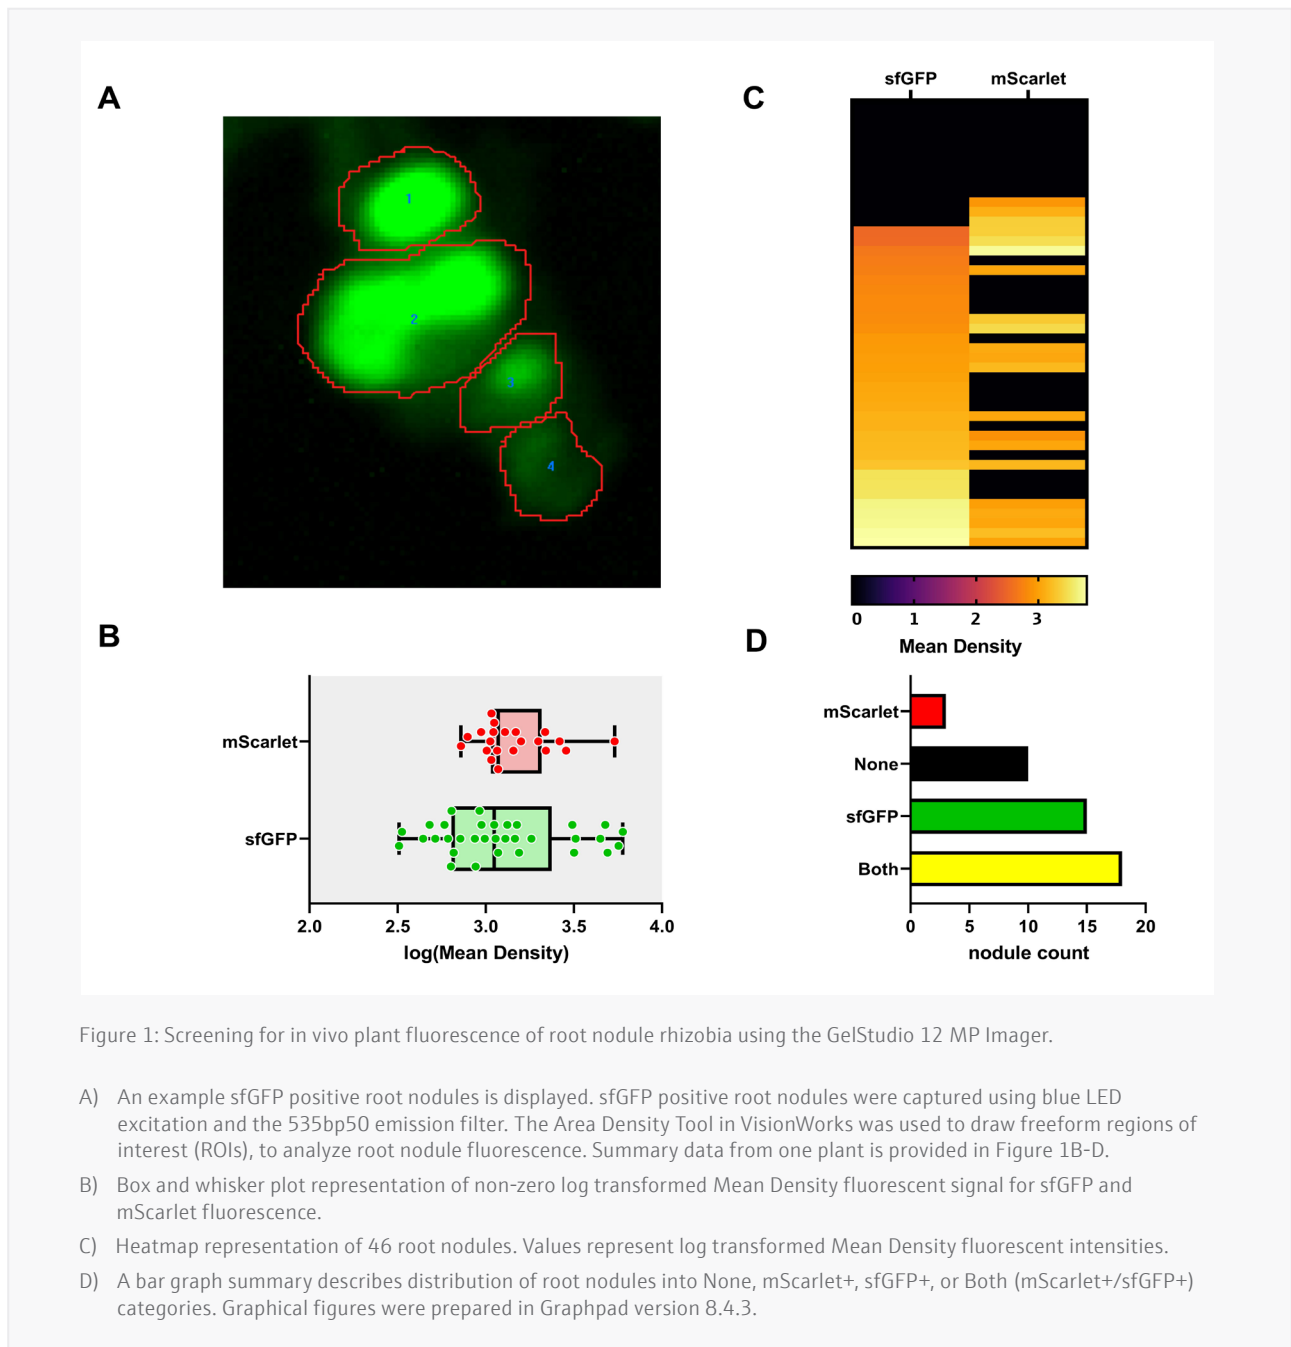 A
1
2
3
4
C
sfGFP mScarlet
0 1 2 3
Mean Density
B
mScarlet
sfGFP
2.0 2.5 3.0 3.5 4.0
log(Mean Density)
D
mScarlet
None
sfGFP
Both
0 5 10 15 20
nodule count
Figure 1: Screening for in vivo plant fluorescence of root nodule rhizobia using the GelStudio 12 MP Imager.
A) An example sfGFP positive root nodules is displayed. sfGFP positive root nodules were captured using blue LED
excitation and the 535bp50 emission filter. The Area Density Tool in VisionWorks was used to draw freeform regions of
interest (ROIs), to analyze root nodule fluorescence. Summary data from one plant is provided in Figure 1B-D.
B) Box and whisker plot representation of non-zero log transformed Mean Density fluorescent signal for sfGFP and
mScarlet fluorescence.
C) Heatmap representation of 46 root nodules. Values represent log transformed Mean Density fluorescent intensities.
D) A bar graph summary describes distribution of root nodules into None, mScarlet+, sfGFP+, or Both (mScarlet+/sfGFP+)
categories. Graphical figures were prepared in Graphpad version 8.4.3.